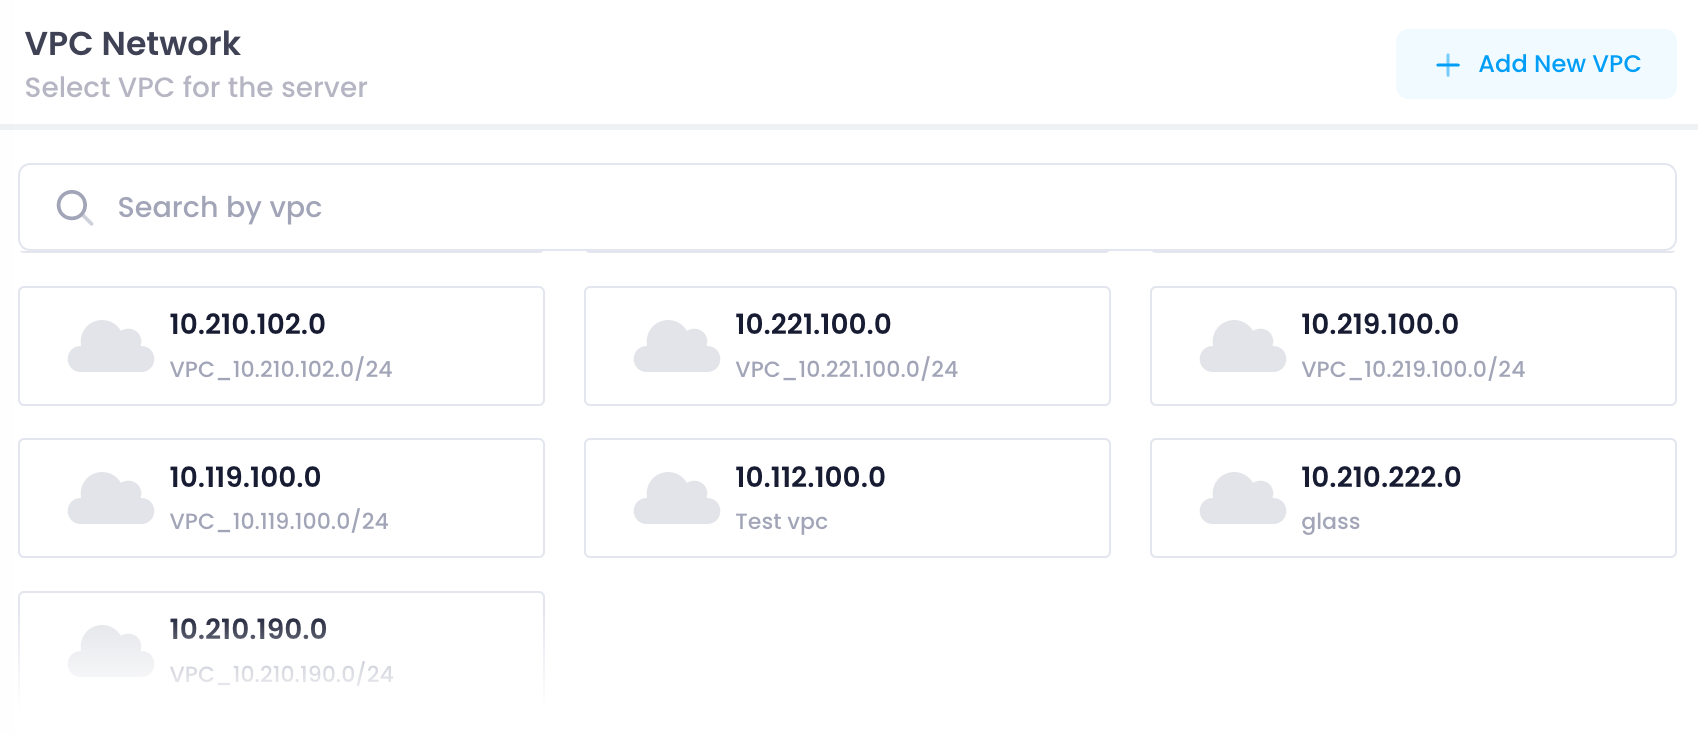 VPC Network
Select VPC for the server
Add New VPC
Search by vpc
10.210.102.0
VPC_10.210.102.0/24
10.221.100.0
VPC_10.221.100.0/24
10.219.100.0
VPC_10.219.100.0/24
10.119.100.0
VPC_10.119.100.0/24
10.112.100.0
Test vpc
10.210.222.0
glass
10.210.190.0
VPC_10.210.190.0/24